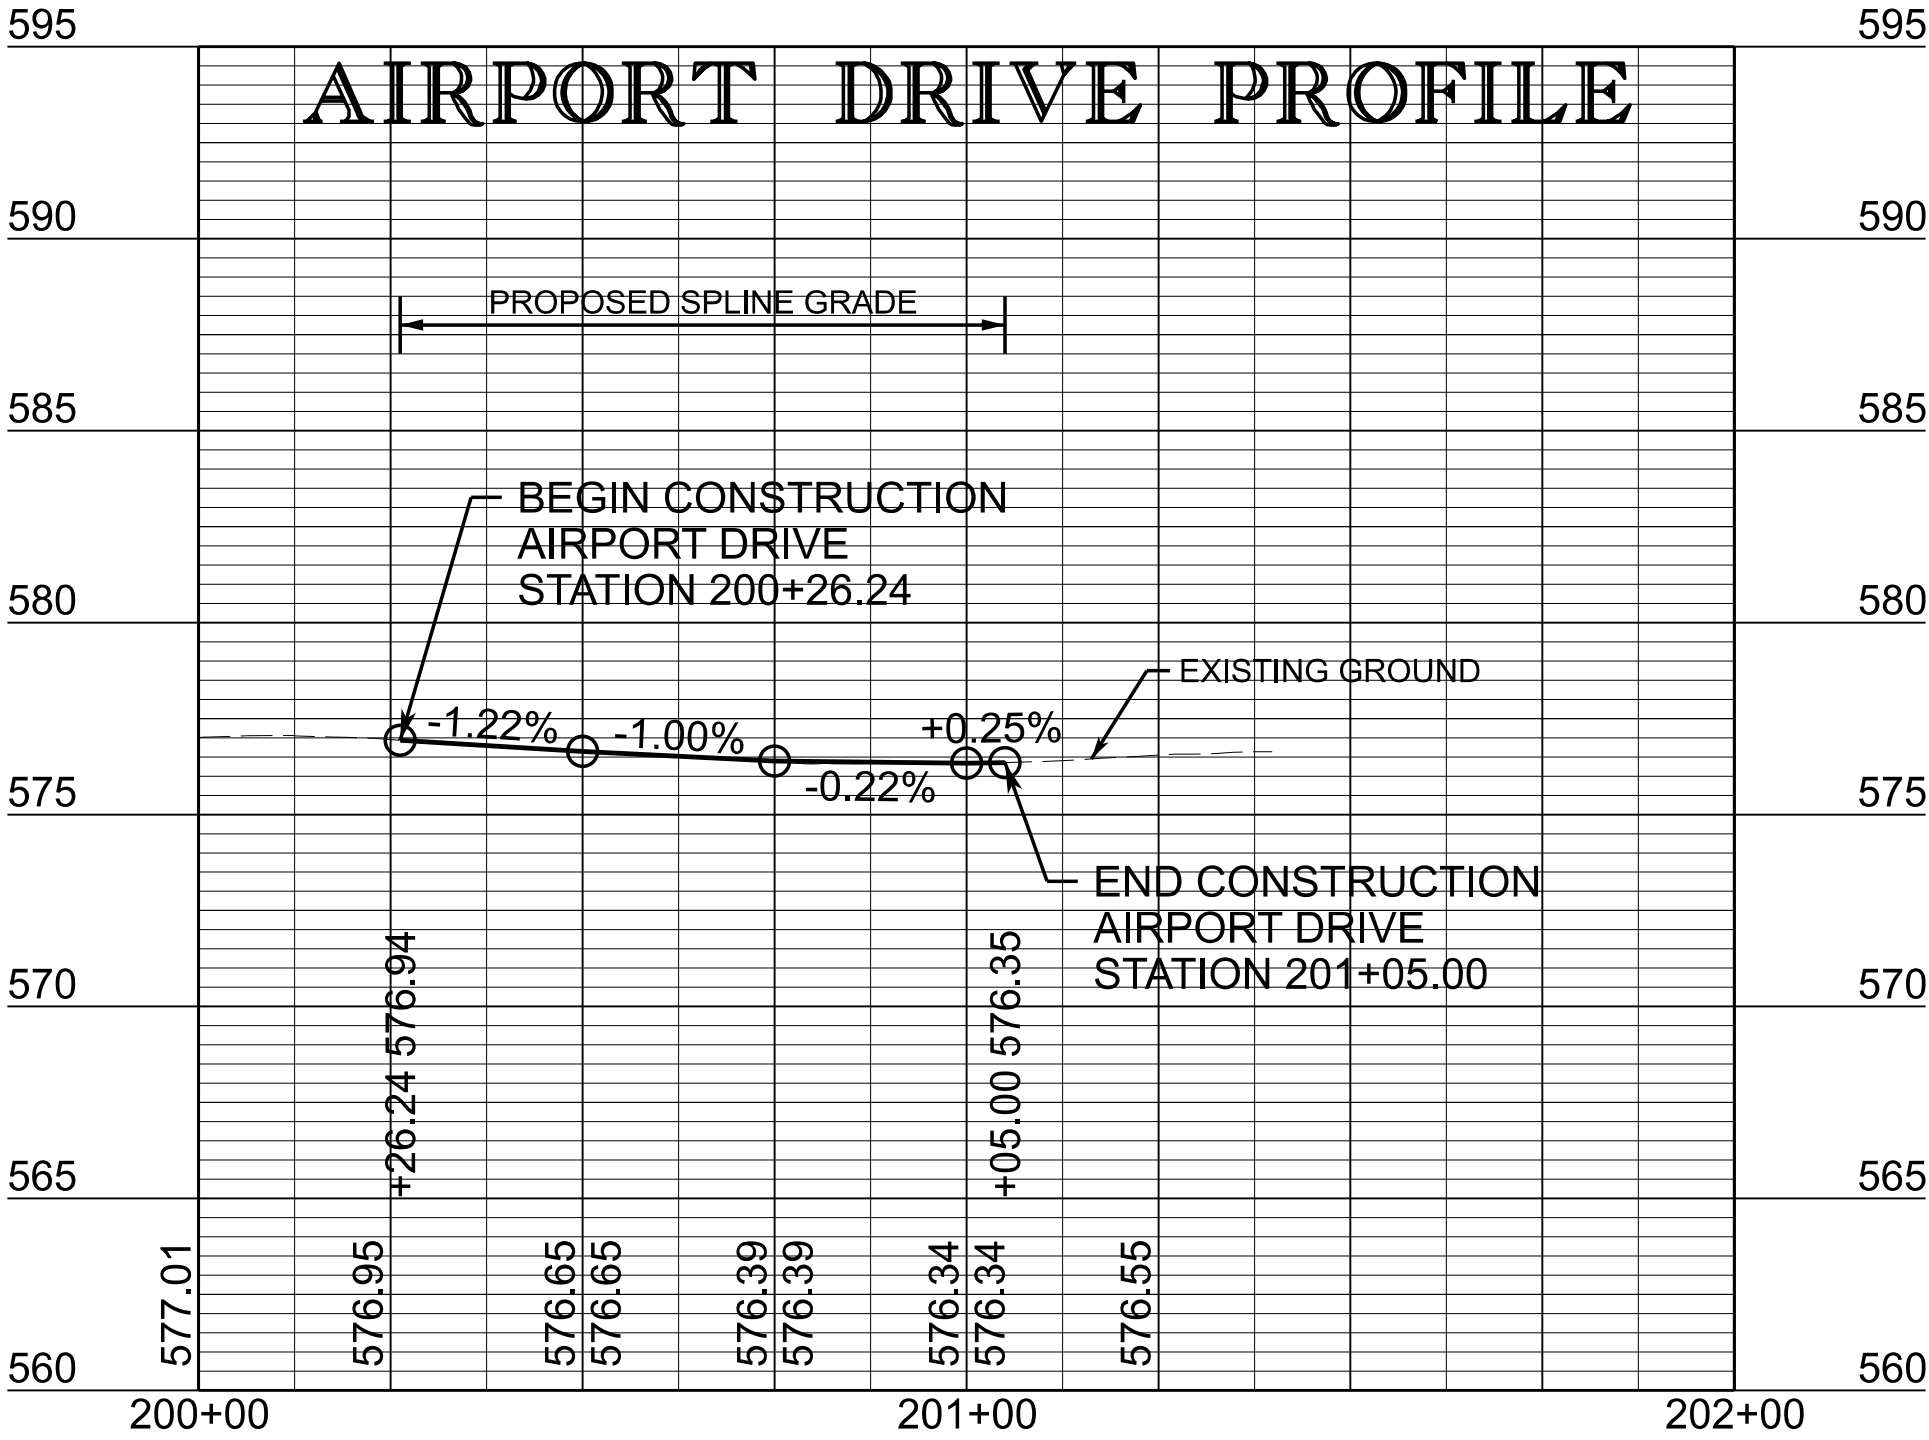 595 595
AIRPORT DRIVE PROFILE
590 590
PROPOSED SPLINE GRADE
585 585
BEGIN CONSTRUCTION
AIRPORT DRIVE
STATION 200+26.24
580 580
EXISTING GROUND
-1.22%
-1.00%
-0.22%
+0.25%
575 575
END CONSTRUCTION
AIRPORT DRIVE
STATION 201+05.00
570 570
+26.24 576.94
+05.00 576.35
565 565
577.01
576.95
576.65
576.65
576.39
576.39
576.34
576.34
576.55
560 560
200+00 201+00 202+00